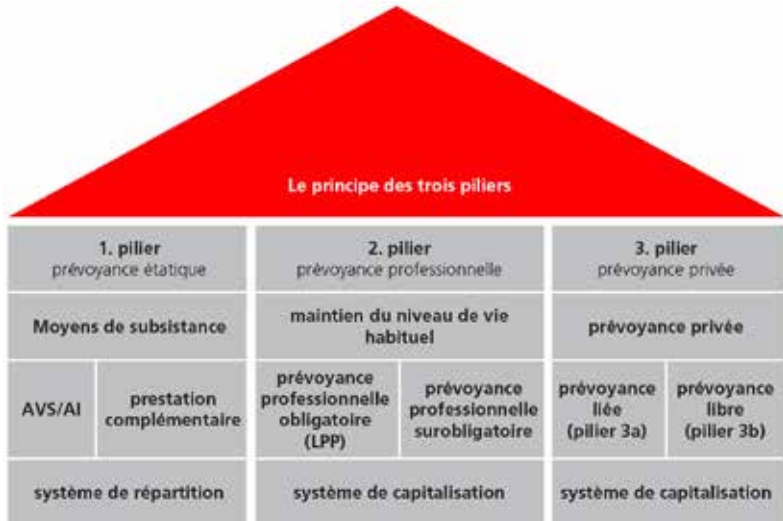 Le principe des trois piliers
1. pilier
prévoyance étatique
2. pilier
prévoyance professionnelle
3. pilier
prévoyance privée
Moyens de subsistance
maintien du niveau de vie
habituel
prévoyance privée
AVS/AI
prestation
complémentaire
prévoyance
professionnelle
obligatoire
(LPP)
prévoyance
professionnelle
surobligatoire
prévoyance
liée
(pilier 3a)
prévoyance
libre
(pilier 3b)
système de répartition
système de capitalisation
système de capitalisation